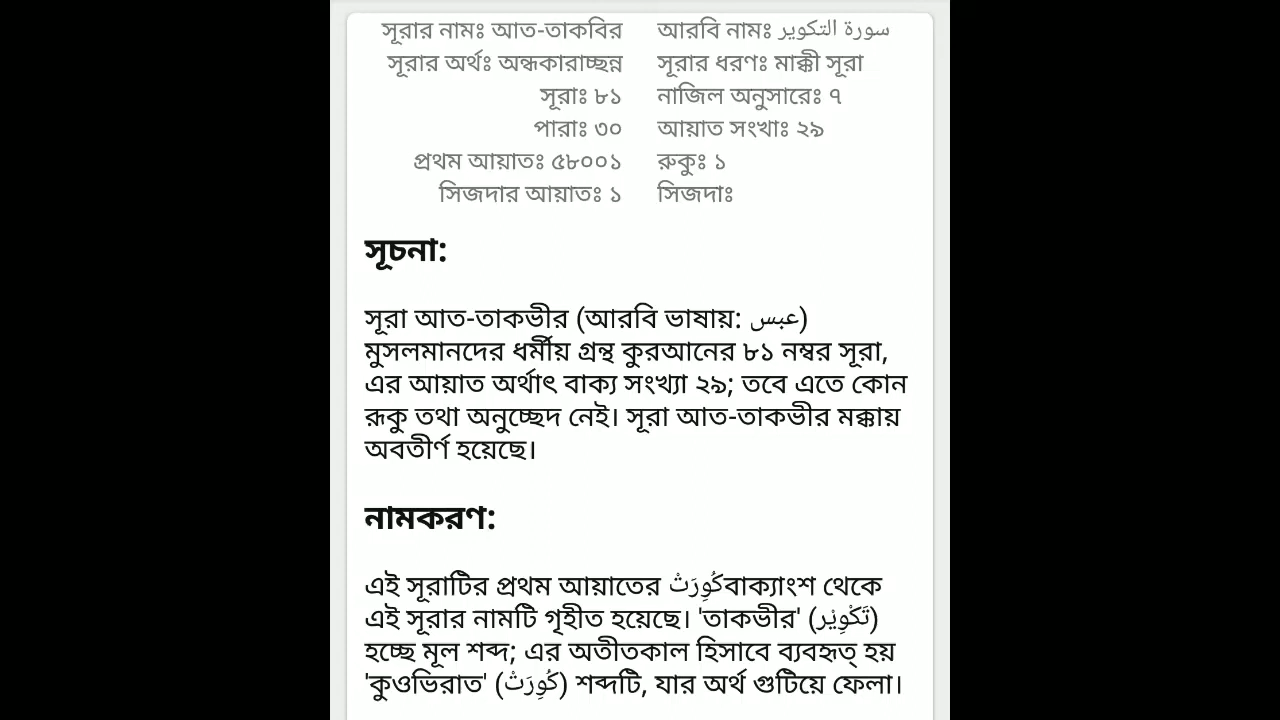 সূরার নামঃ আত-তাকবির আরবি নামঃ سورة التكوير
সূরার অর্থঃ অন্ধকারাচ্ছন্ন সূরার ধরণঃ মাক্কী সূরা
সূরাঃ ৮১ নাজিল অনুসারেঃ ৭
পারাঃ ৩০ আয়াত সংখাঃ ২৯
প্রথম আয়াতঃ ৫৮০০১ রুকুঃ ১
সিজদার আয়াতঃ ১ সিজদাঃ
সূচনা:
সূরা আত-তাকভীর (আরবি ভাষায়: عبس)
মুসলমানদের ধর্মীয় গ্রন্থ কুরআনের ৮১ নম্বর সূরা,
এর আয়াত অর্থাৎ বাক্য সংখ্যা ২৯; তবে এতে কোন
রূকু তথা অনুচ্ছেদ নেই। সূরা আত-তাকভীর মক্কায়
অবতীর্ণ হয়েছে।
নামকরণ:
এই সূরাটির প্রথম আয়াতের كُوِرَتْবাক্যাংশ থেকে
এই সূরার নামটি গৃহীত হয়েছে। 'তাকভীর' (تَكْوِيْر)
হচ্ছে মূল শব্দ; এর অতীতকাল হিসাবে ব্যবহৃত্ হয়
'কুওভিরাত' (كُوِرَتْ) শব্দটি, যার অর্থ গুটিয়ে ফেলা।